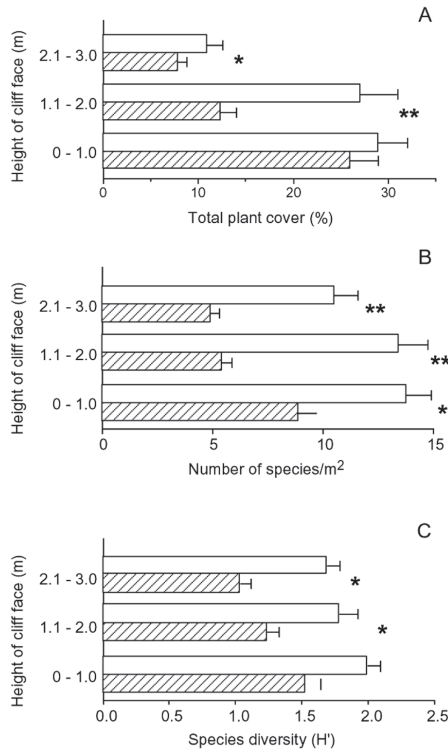 A
Height of cliff face (m)
2.1 - 3.0
*
1.1 - 2.0
**
0 - 1.0
0 10 20 30
Total plant cover (%)
B
Height of cliff face (m)
2.1 - 3.0
**
1.1 - 2.0
**
0 - 1.0
*
0 5 10 15
Number of species/m²
C
Height of cliff face (m)
2.1 - 3.0
*
1.1 - 2.0
*
0 - 1.0
0.0 0.5 1.0 1.5 2.0 2.5
Species diversity (H')